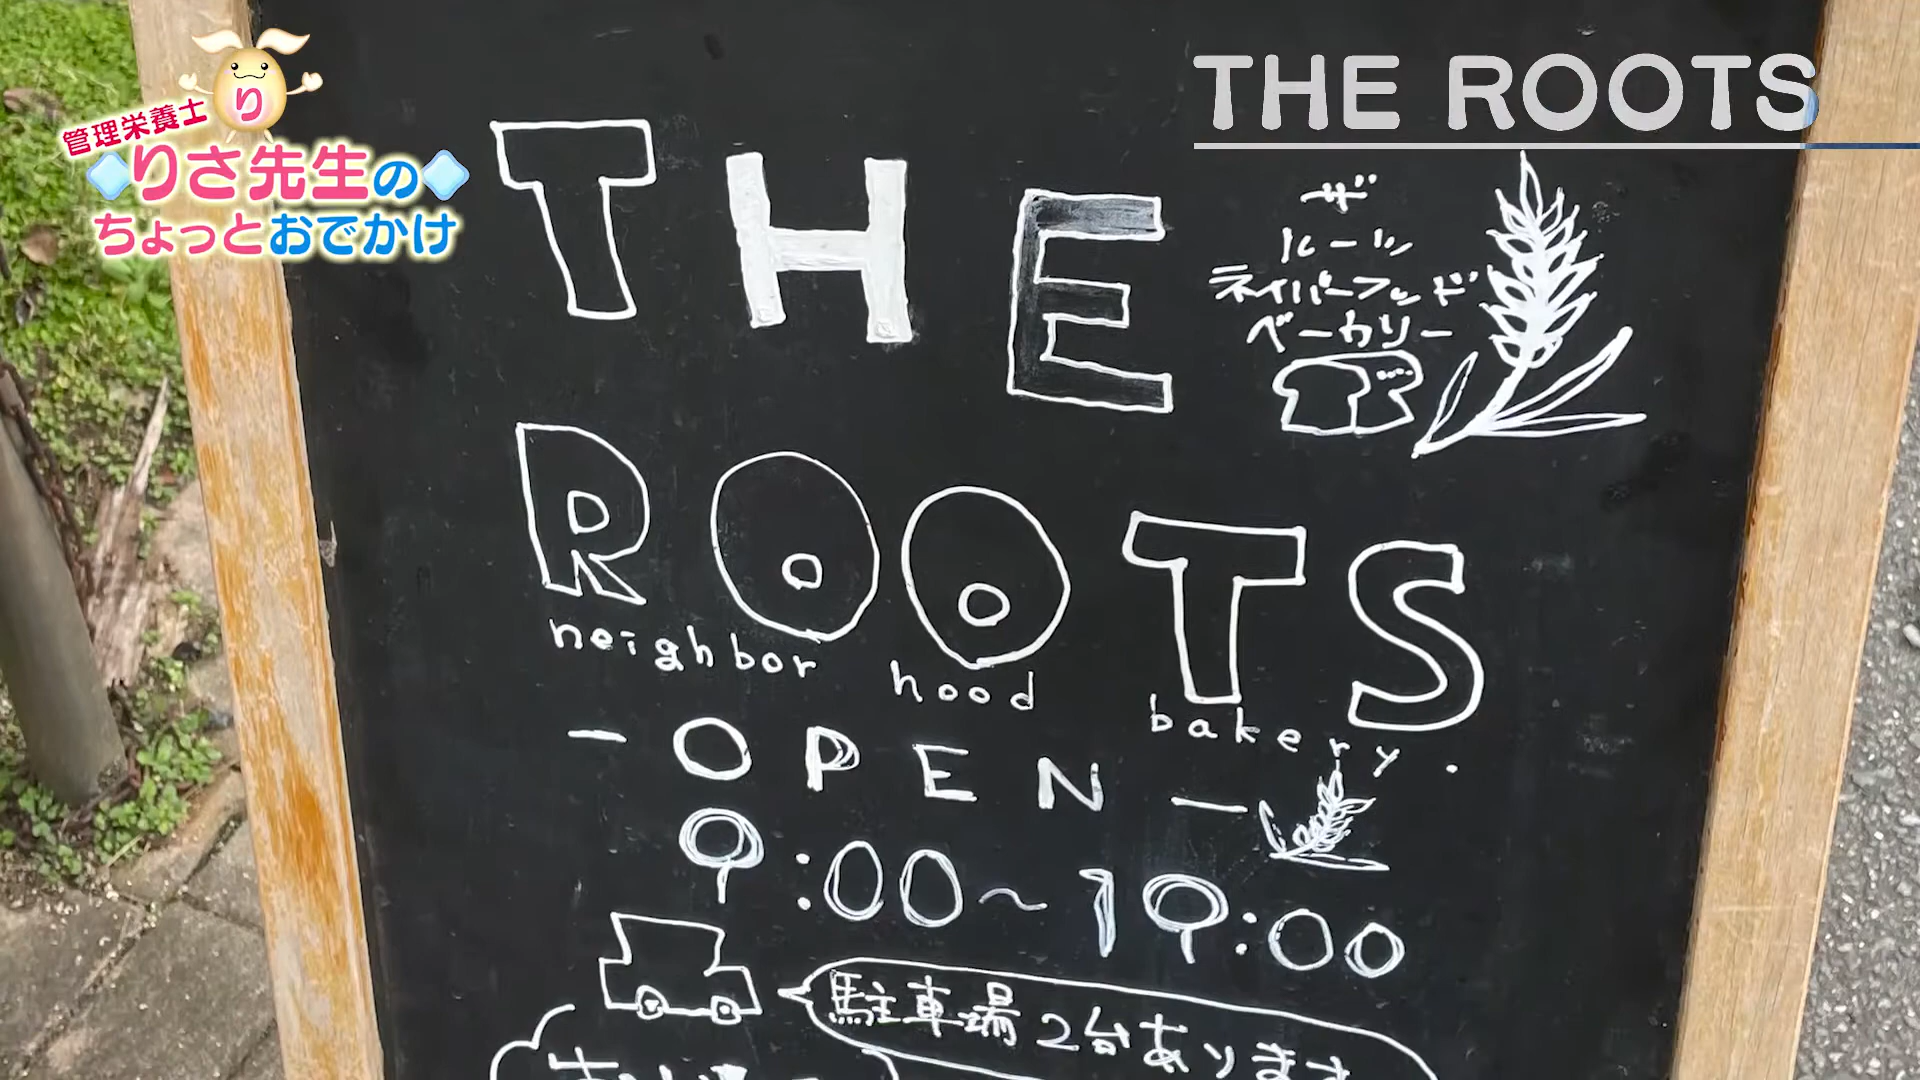 り
管理栄養士
りさ先生の
ちょっとおでかけ
THE ROOTS
THE
ザ
ルーツ
ネイバーフッド
ベーカリー
ROOTS
neighbor hood bakery.
-OPEN-
9:00~19:00
駐車場2台あります